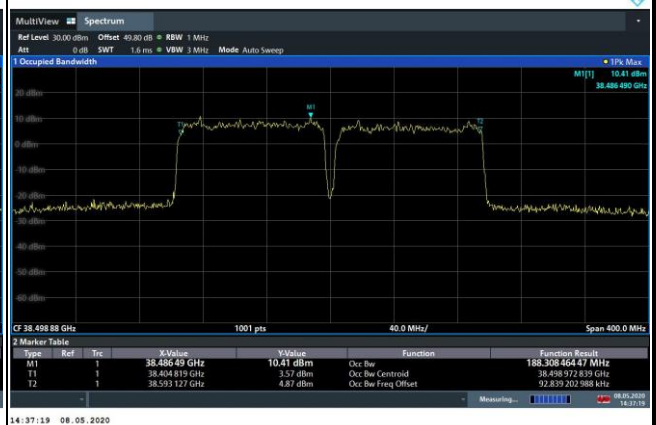 MultiView Spectrum
Ref Level 30.00 dBm Offset 49.80 dB RBW 1 MHz
Att 0 dB SWT 1.6 ms VBW 3 MHz Mode Auto Sweep
1 Occupied Bandwidth 1Pk Max
M1[1] 10.41 dBm
38.486 490 GHz
20 dBm
M1
10 dBm
T1 T2
0 dBm
-10 dBm
-20 dBm
-30 dBm
-40 dBm
-50 dBm
-60 dBm
CF 38.498 88 GHz 1001 pts 40.0 MHz/ Span 400.0 MHz
2 Marker Table
Type Ref Trc X-Value Y-Value Function Function Result
M1 1 38.486 49 GHz 10.41 dBm Occ Bw 188.308 464 47 MHz
T1 1 38.404 819 GHz 3.57 dBm Occ Bw Centroid 38.498 972 839 GHz
T2 1 38.593 127 GHz 4.87 dBm Occ Bw Freq Offset 92.839 202 988 kHz
Measuring... 08.05.2020
14:37:19
14:37:19 08.05.2020